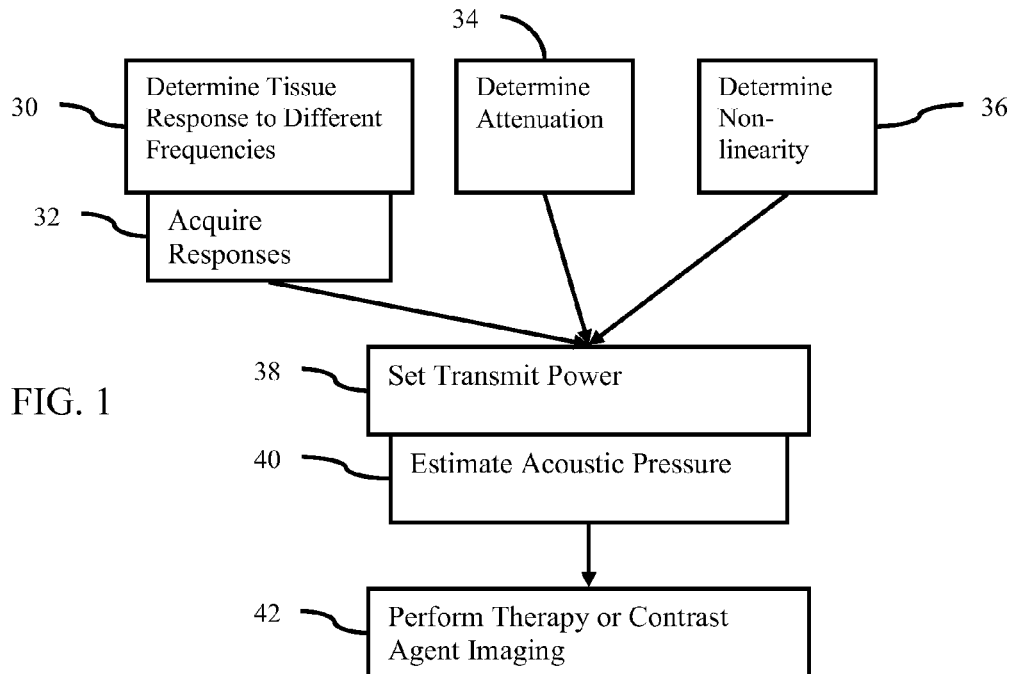 34
Determine Tissue
Response to Different
Frequencies
30
Determine
Attenuation
Determine
Non-
linearity
36
32
Acquire
Responses
38
Set Transmit Power
FIG. 1
40
Estimate Acoustic Pressure
42
Perform Therapy or Contrast
Agent Imaging